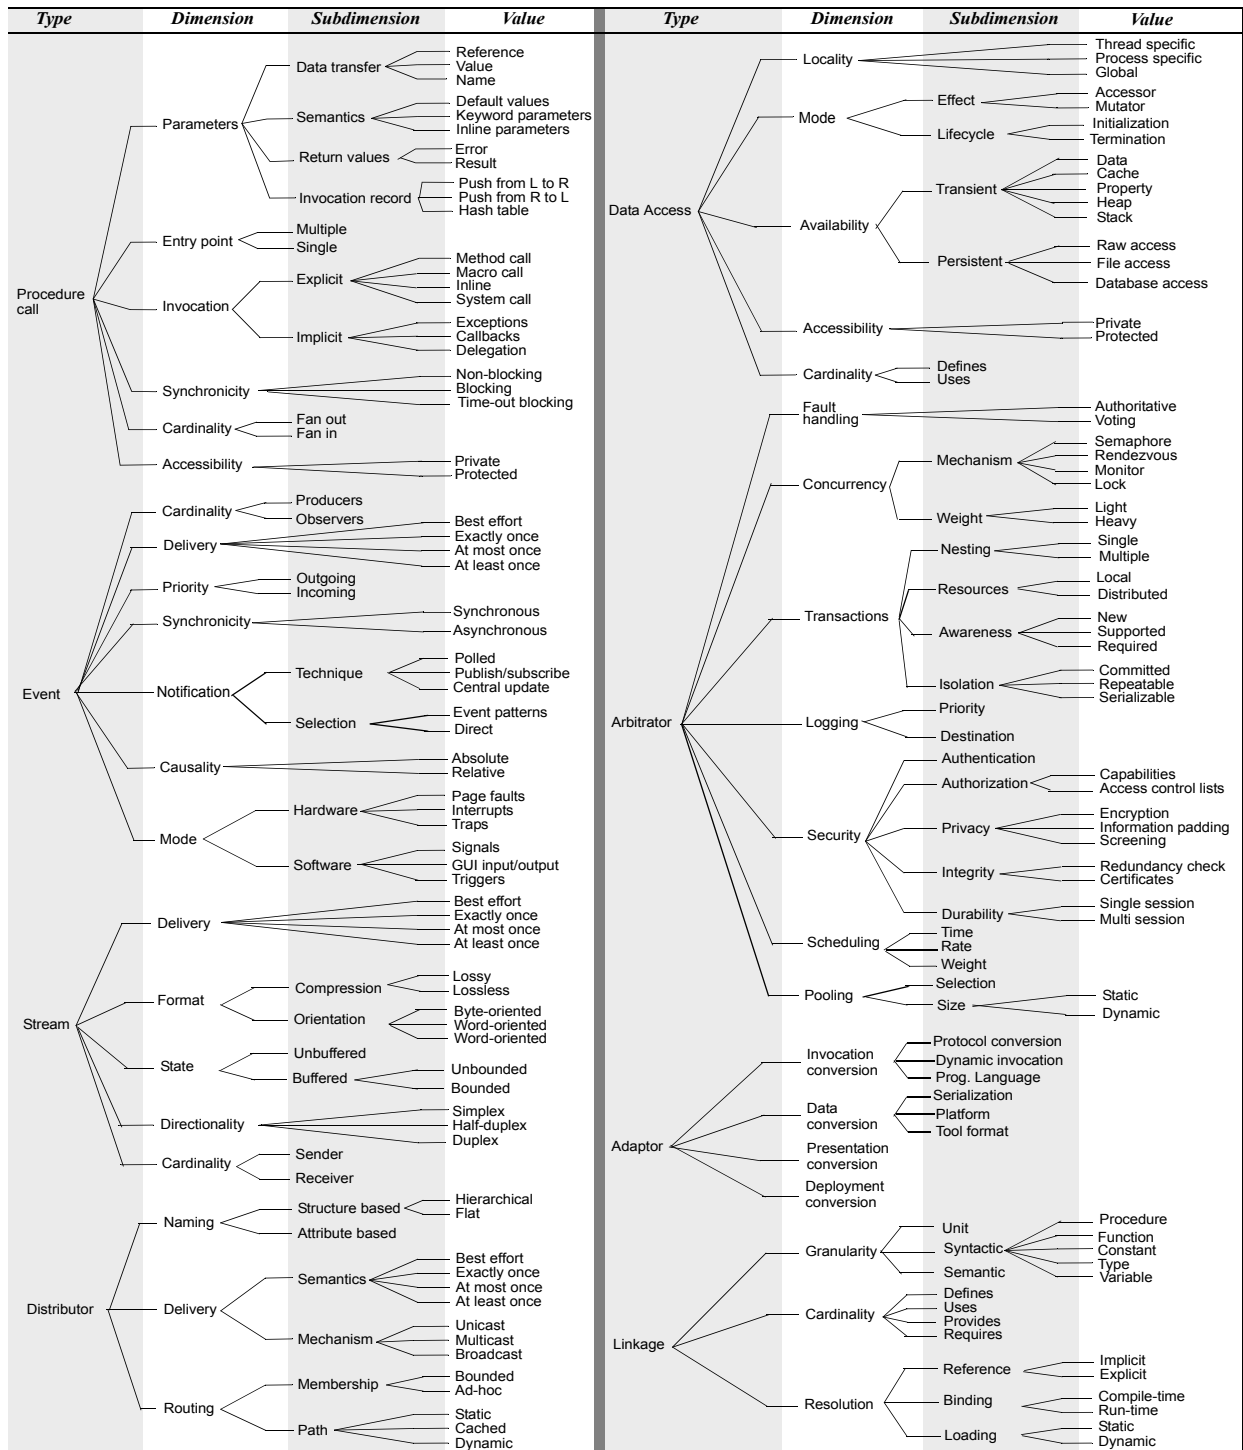 Type Dimension Subdimension Value
Procedure call
Parameters
Data transfer
Reference
Value
Name
Semantics
Default values
Keyword parameters
Inline parameters
Return values
Error
Result
Invocation record
Push from L to R
Push from R to L
Hash table
Entry point
Multiple
Single
Invocation
Explicit
Method call
Macro call
Inline
System call
Implicit
Exceptions
Callbacks
Delegation
Synchronicity
Non-blocking
Blocking
Time-out blocking
Cardinality
Fan out
Fan in
Accessibility
Private
Protected
Event
Cardinality
Producers
Observers
Delivery
Best effort
Exactly once
At most once
At least once
Priority
Outgoing
Incoming
Synchronicity
Synchronous
Asynchronous
Notification
Technique
Polled
Publish/subscribe
Central update
Selection
Event patterns
Direct
Causality
Absolute
Relative
Mode
Hardware
Page faults
Interrupts
Traps
Software
Signals
GUI input/output
Triggers
Stream
Delivery
Best effort
Exactly once
At most once
At least once
Format
Compression
Lossy
Lossless
Orientation
Byte-oriented
Word-oriented
Word-oriented
State
Unbuffered
Buffered
Unbounded
Bounded
Directionality
Simplex
Half-duplex
Duplex
Cardinality
Sender
Receiver
Distributor
Naming
Structure based
Hierarchical
Flat
Attribute based
Delivery
Semantics
Best effort
Exactly once
At most once
At least once
Mechanism
Unicast
Multicast
Broadcast
Routing
Membership
Bounded
Ad-hoc
Path
Static
Cached
Dynamic
Type Dimension Subdimension Value
Data Access
Locality
Thread specific
Process specific
Global
Mode
Effect
Accessor
Mutator
Lifecycle
Initialization
Termination
Availability
Transient
Data
Cache
Property
Heap
Stack
Persistent
Raw access
File access
Database access
Accessibility
Private
Protected
Cardinality
Defines
Uses
Arbitrator
Fault
handling
Authoritative
Voting
Concurrency
Mechanism
Semaphore
Rendezvous
Monitor
Lock
Weight
Light
Heavy
Transactions
Nesting
Single
Multiple
Resources
Local
Distributed
Awareness
New
Supported
Required
Isolation
Committed
Repeatable
Serializable
Logging
Priority
Destination
Security
Authentication
Authorization
Capabilities
Access control lists
Privacy
Encryption
Information padding
Screening
Integrity
Redundancy check
Certificates
Durability
Single session
Multi session
Scheduling
Time
Rate
Weight
Pooling
Selection
Size
Static
Dynamic
Adaptor
Invocation
conversion
Protocol conversion
Dynamic invocation
Prog. Language
Data
conversion
Serialization
Platform
Tool format
Presentation
conversion
Deployment
conversion
Linkage
Granularity
Unit
Syntactic
Procedure
Function
Constant
Type
Variable
Semantic
Cardinality
Defines
Uses
Provides
Requires
Resolution
Reference
Implicit
Explicit
Binding
Compile-time
Run-time
Loading
Static
Dynamic